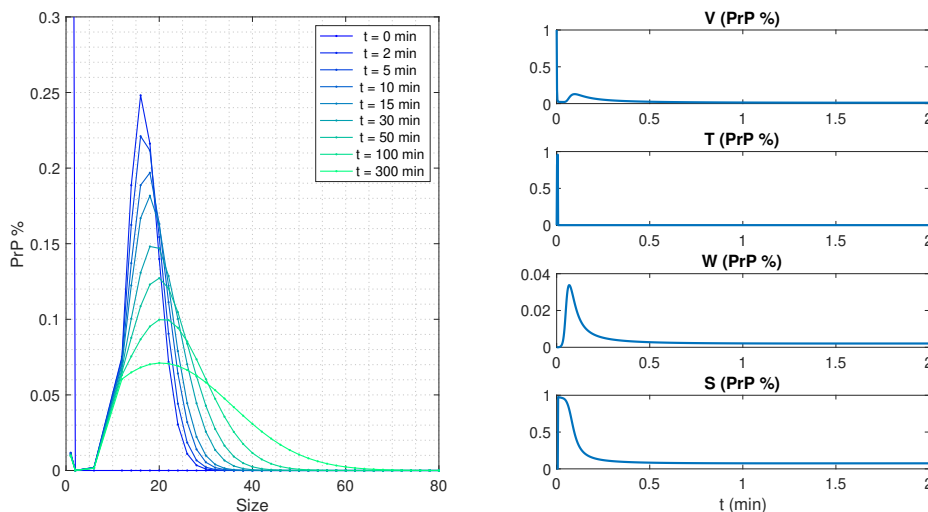 0.3
0.25
0.2
0.15
0.1
0.05
0
PrP %
0 20 40 60 80
Size
t = 0 min
t = 2 min
t = 5 min
t = 10 min
t = 15 min
t = 30 min
t = 50 min
t = 100 min
t = 300 min
V (PrP %)
1
0.5
0
0 0.5 1 1.5 2
T (PrP %)
1
0.5
0
0 0.5 1 1.5 2
W (PrP %)
0.04
0.02
0
0 0.5 1 1.5 2
S (PrP %)
1
0.5
0
0 0.5 1 1.5 2
t (min)